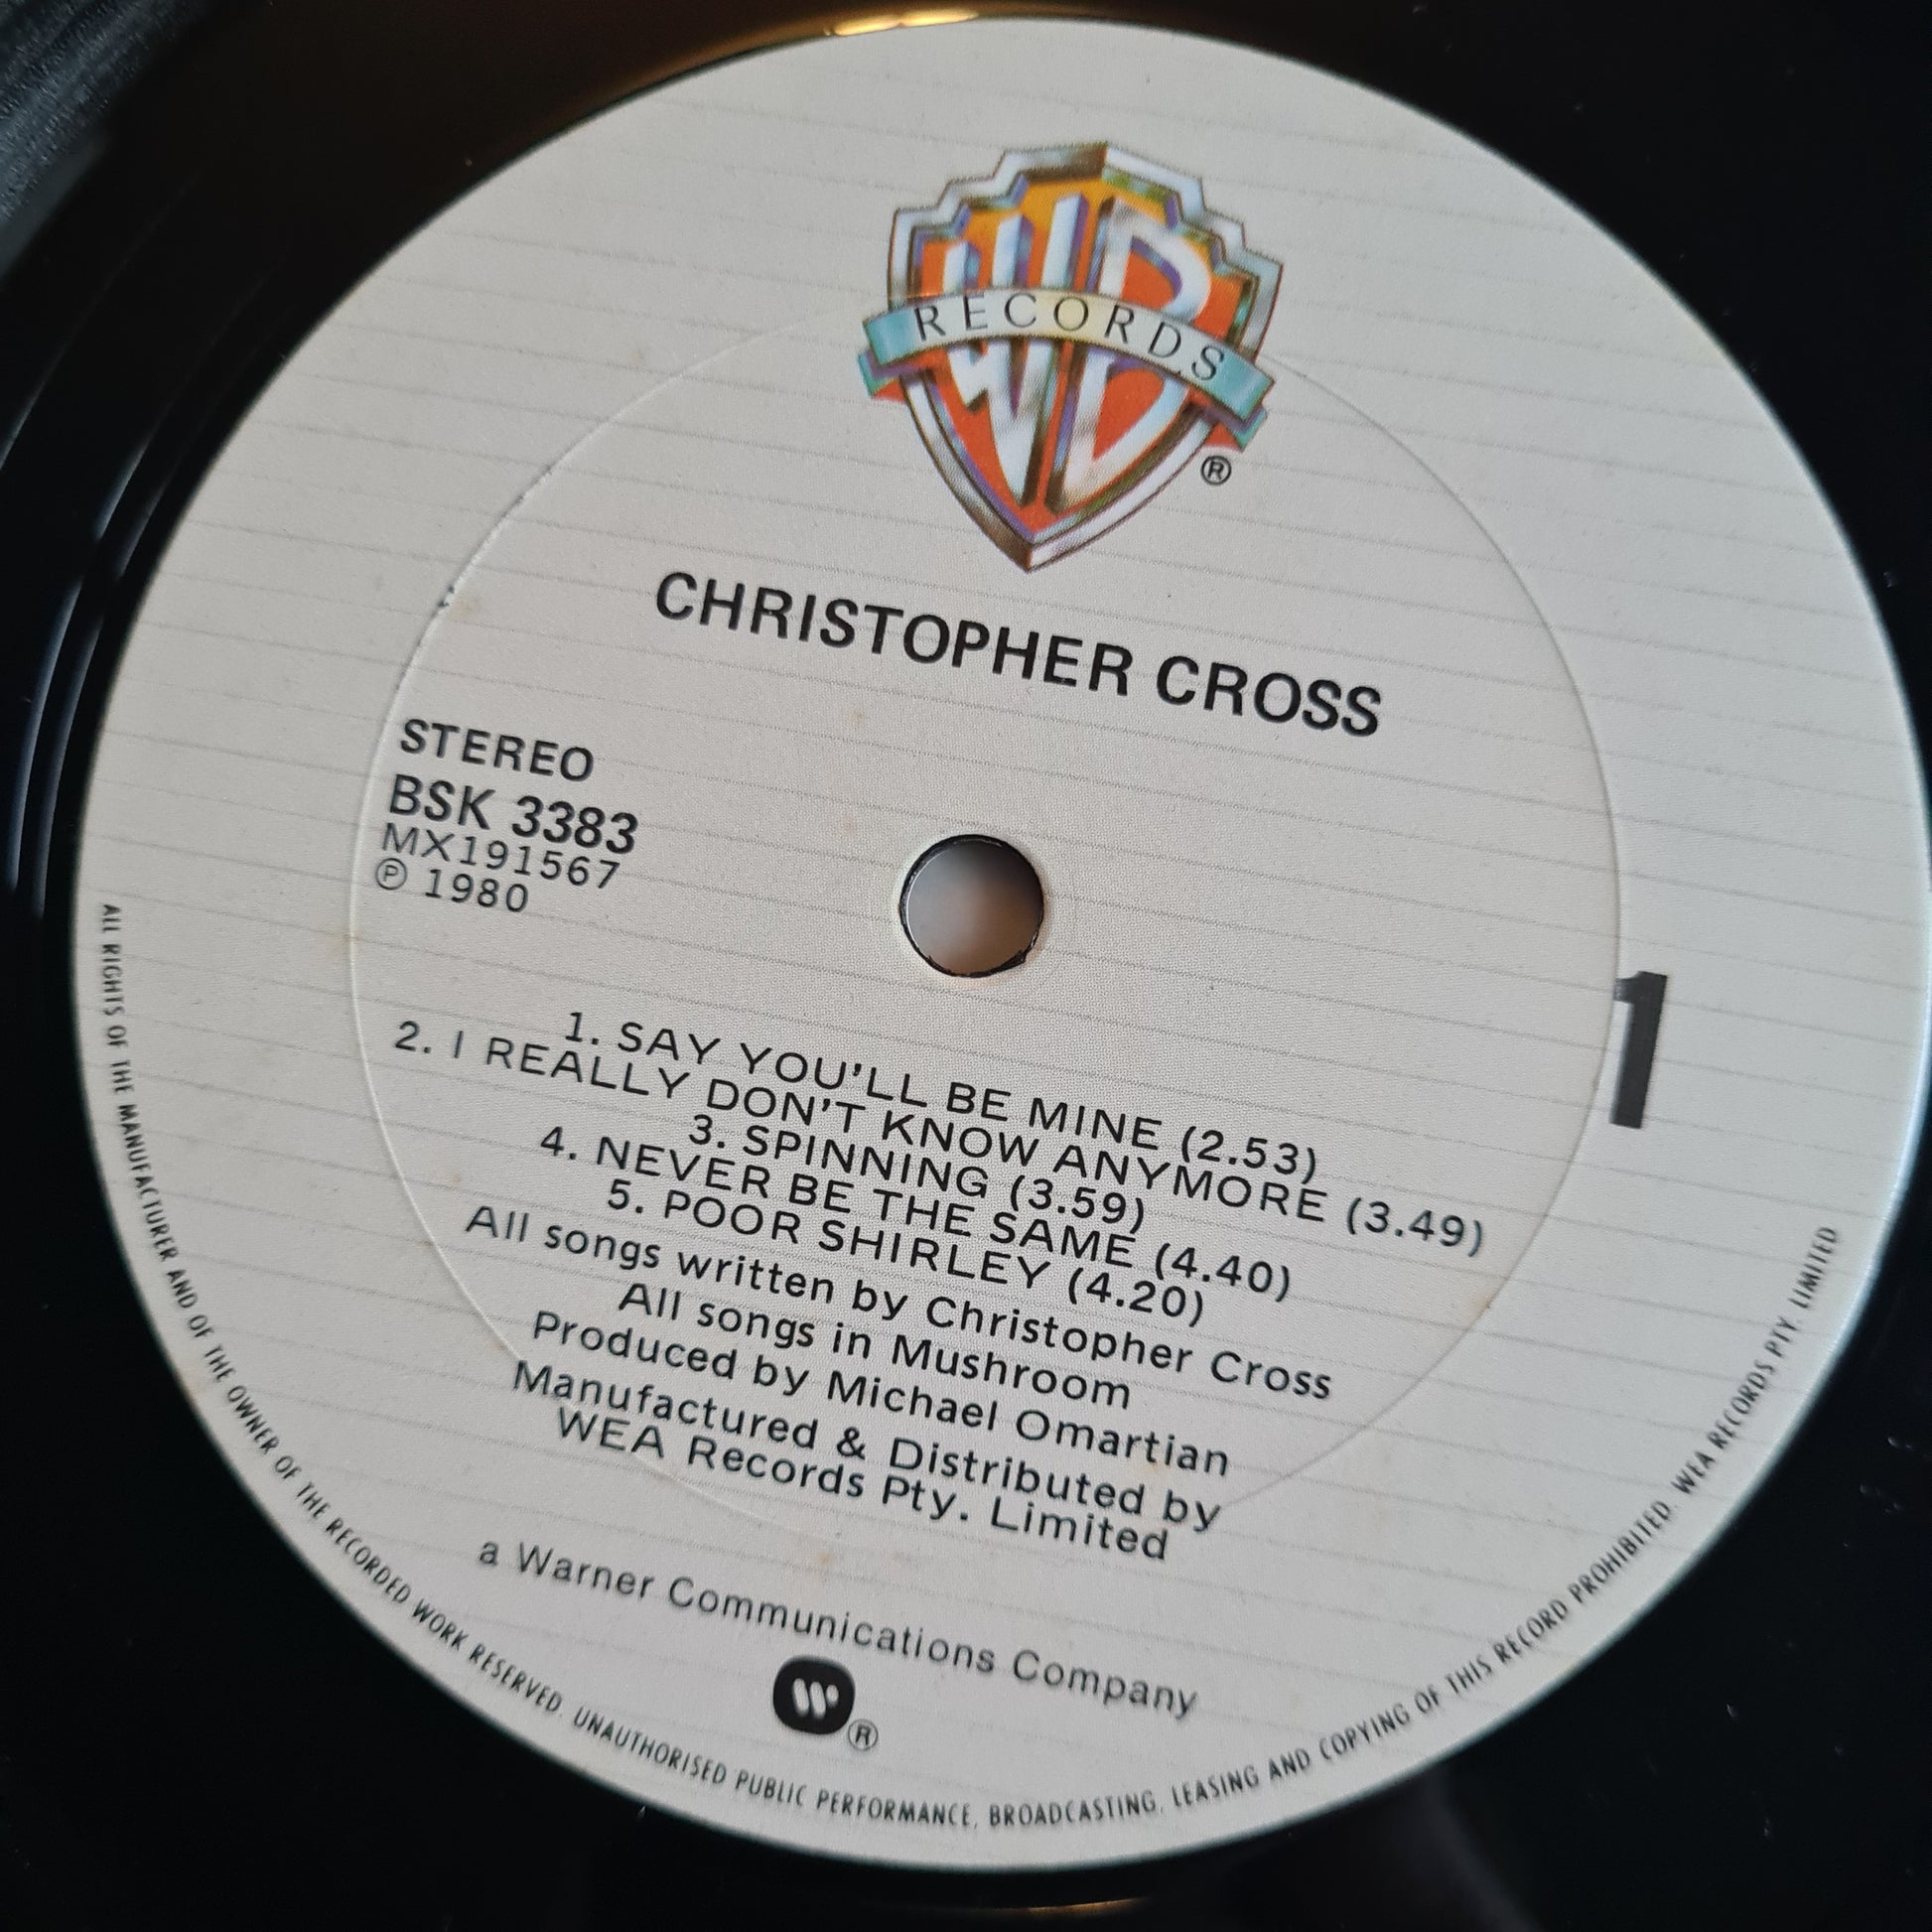 WB
RECORDS
®
CHRISTOPHER CROSS
STEREO
BSK 3383
MX191567
℗ 1980
1
1. SAY YOU'LL BE MINE (2.53)
2. I REALLY DON'T KNOW ANYMORE (3.49)
3. SPINNING (3.59)
4. NEVER BE THE SAME (4.40)
5. POOR SHIRLEY (4.20)
All songs written by Christopher Cross
All songs in Mushroom
Produced by Michael Omartian
Manufactured & Distributed by
WEA Records Pty. Limited
a Warner Communications Company
W®
ALL RIGHTS OF THE MANUFACTURER AND OF THE OWNER OF THE RECORDED WORK RESERVED. UNAUTHORISED PUBLIC PERFORMANCE, BROADCASTING, LEASING AND COPYING OF THIS RECORD PROHIBITED. WEA RECORDS PTY. LIMITED